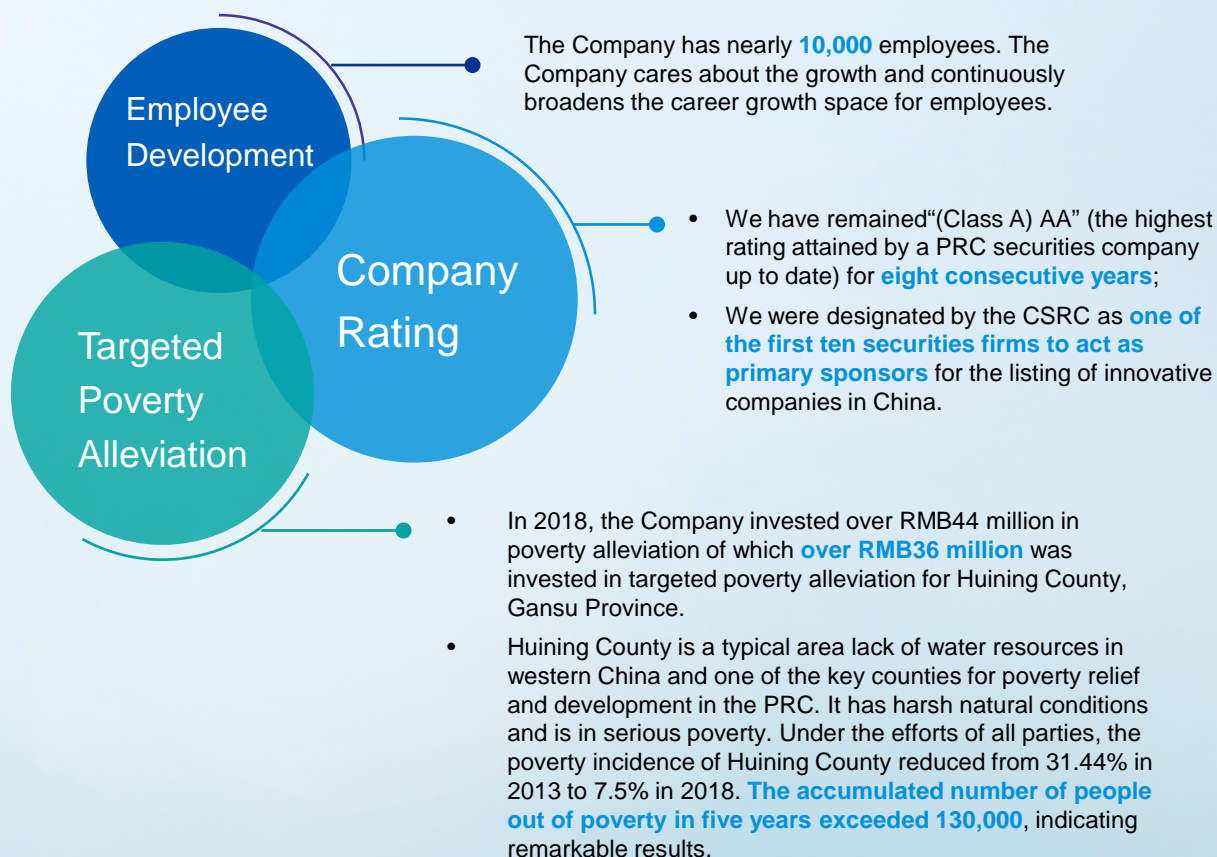 Employee
Development
The Company has nearly 10,000 employees. The
Company cares about the growth and continuously
broadens the career growth space for employees.
Company
Rating
• We have remained“(Class A) AA” (the highest
rating attained by a PRC securities company
up to date) for eight consecutive years;
• We were designated by the CSRC as one of
the first ten securities firms to act as
primary sponsors for the listing of innovative
companies in China.
Targeted
Poverty
Alleviation
• In 2018, the Company invested over RMB44 million in
poverty alleviation of which over RMB36 million was
invested in targeted poverty alleviation for Huining County,
Gansu Province.
• Huining County is a typical area lack of water resources in
western China and one of the key counties for poverty relief
and development in the PRC. It has harsh natural conditions
and is in serious poverty. Under the efforts of all parties, the
poverty incidence of Huining County reduced from 31.44% in
2013 to 7.5% in 2018. The accumulated number of people
out of poverty in five years exceeded 130,000, indicating
remarkable results.